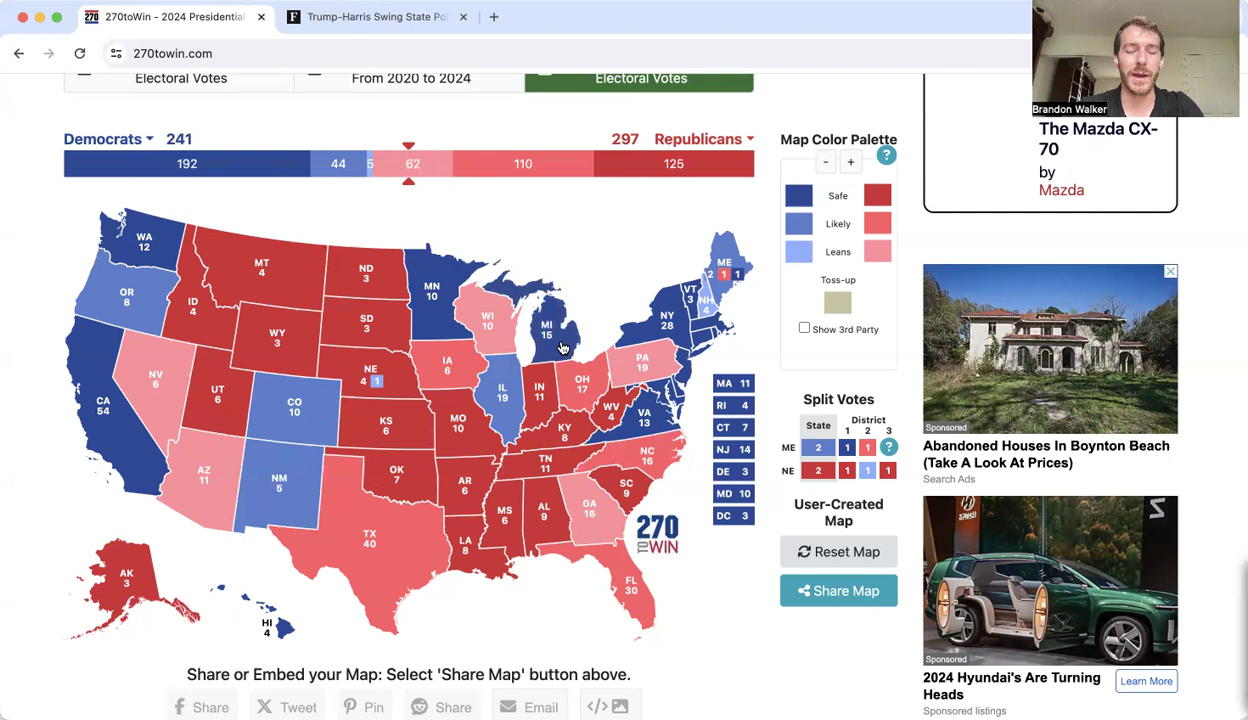 270toWin - 2024 Presidential
Trump-Harris Swing State Po
270towin.com
Brandon Walker
Electoral Votes
From 2020 to 2024
Electoral Votes
Democrats 241
297 Republicans
192
44
5
62
110
125
Map Color Palette
-
+
?
Safe
Likely
Leans
Toss-up
Show 3rd Party
WA
12
OR
8
CA
54
NV
6
ID
4
MT
4
WY
3
UT
6
AZ
11
CO
10
NM
5
ND
3
SD
3
NE
4 1
KS
6
OK
7
TX
40
MN
10
IA
6
MO
10
AR
6
LA
8
WI
10
IL
19
MI
15
IN
11
OH
17
KY
8
TN
11
MS
6
AL
9
GA
16
FL
30
SC
9
NC
16
VA
13
WV
4
PA
19
NY
28
VT
3
NH
4
ME
2 1 1
AK
3
HI
4
MA 11
RI 4
CT 7
NJ 14
DE 3
MD 10
DC 3
270
TO WIN
Split Votes
State
District
1 2 3
ME 2 1 1 ?
NE 2 1 1 1
User-Created
Map
Reset Map
Share Map
Share or Embed your Map: Select 'Share Map' button above.
Share
Tweet
Pin
Share
Email
The Mazda CX-
70
by
Mazda
Sponsored
Abandoned Houses In Boynton Beach
(Take A Look At Prices)
Search Ads
Sponsored
2024 Hyundai's Are Turning
Heads
Learn More
Sponsored listings